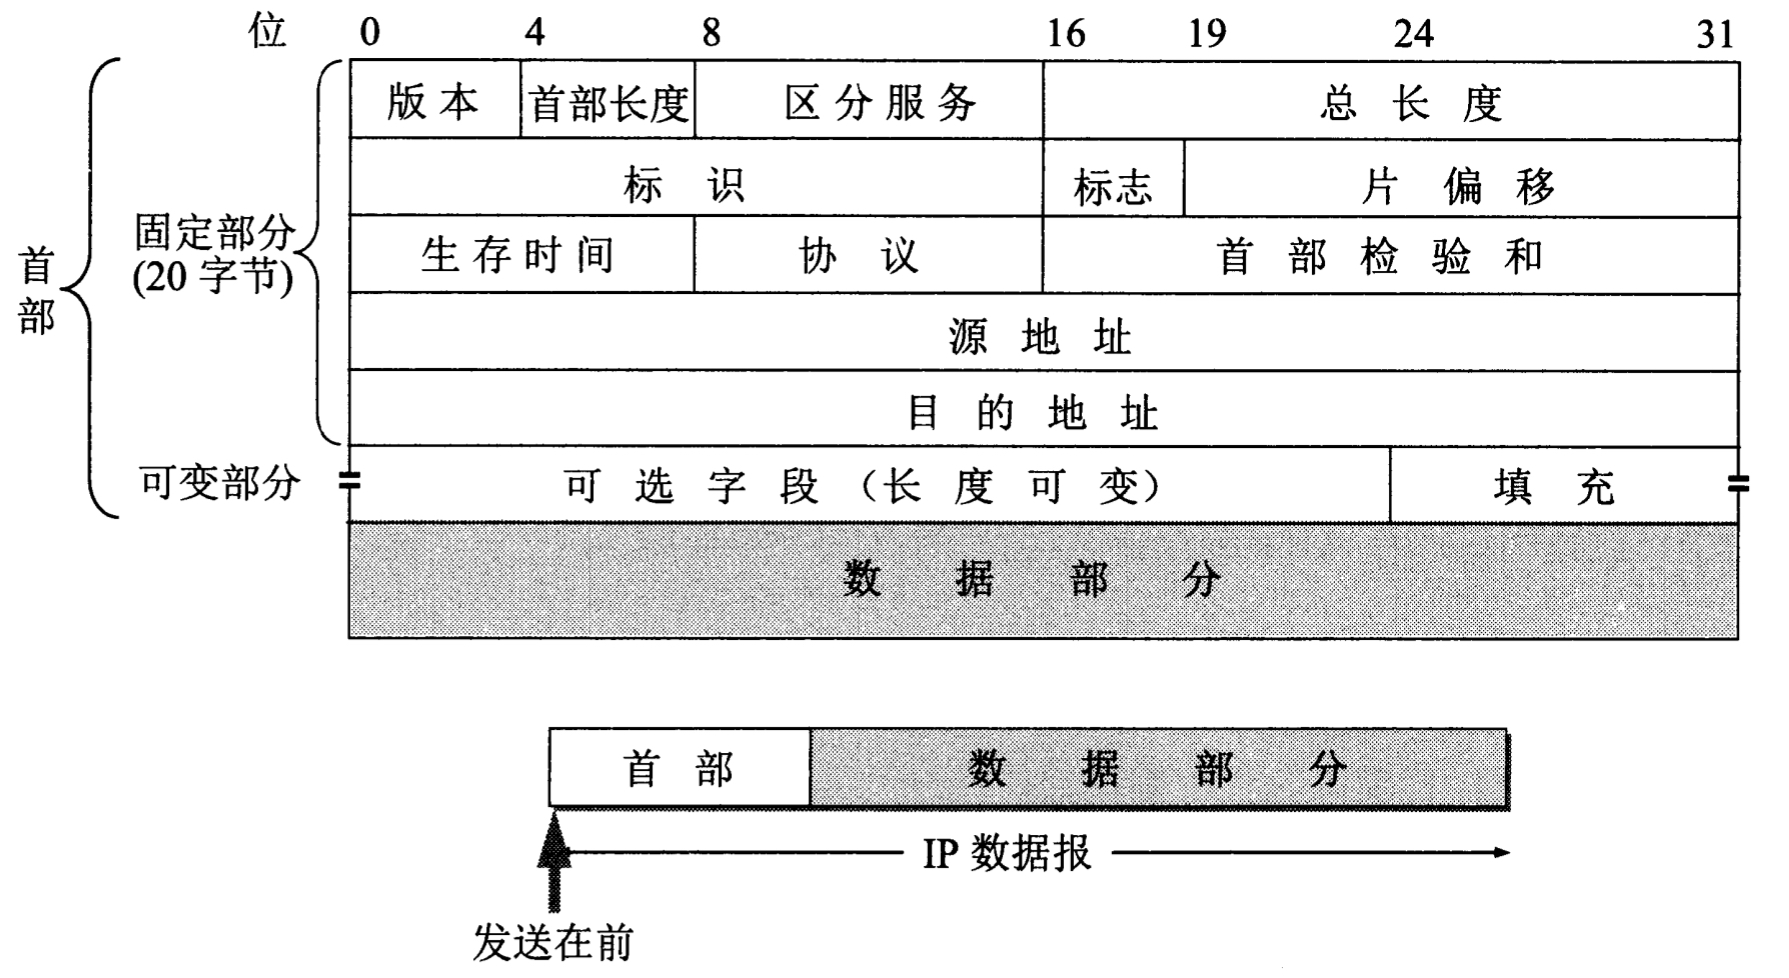 位 0 4 8 16 19 24 31
版本 首部长度 区分服务 总长度
标识 标志 片偏移
固定部分
(20 字节)
生存时间 协议 首部检验和
首部
源地址
目的地址
可变部分 可选字段（长度可变） 填充
数据部分
首部 数据部分
IP 数据报
发送在前